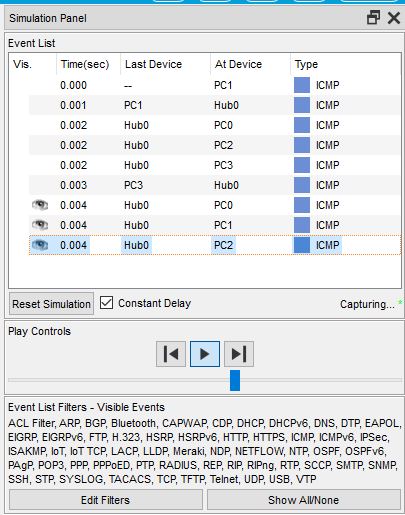 Simulation Panel
Event List
Vis. Time(sec) Last Device At Device Type
0.000 -- PC1 ICMP
0.001 PC1 Hub0 ICMP
0.002 Hub0 PC0 ICMP
0.002 Hub0 PC2 ICMP
0.002 Hub0 PC3 ICMP
0.003 PC3 Hub0 ICMP
0.004 Hub0 PC0 ICMP
0.004 Hub0 PC1 ICMP
0.004 Hub0 PC2 ICMP
Reset Simulation Constant Delay Capturing... *
Play Controls
Event List Filters - Visible Events
ACL Filter, ARP, BGP, Bluetooth, CAPWAP, CDP, DHCP, DHCPv6, DNS, DTP, EAPOL,
EIGRP, EIGRPv6, FTP, H.323, HSRP, HSRPv6, HTTP, HTTPS, ICMP, ICMPv6, IPSec,
ISAKMP, IoT, IoT TCP, LACP, LLDP, Meraki, NDP, NETFLOW, NTP, OSPF, OSPFv6,
PAgP, POP3, PPP, PPPoED, PTP, RADIUS, REP, RIP, RIPng, RTP, SCCP, SMTP, SNMP,
SSH, STP, SYSLOG, TACACS, TCP, TFTP, Telnet, UDP, USB, VTP
Edit Filters Show All/None